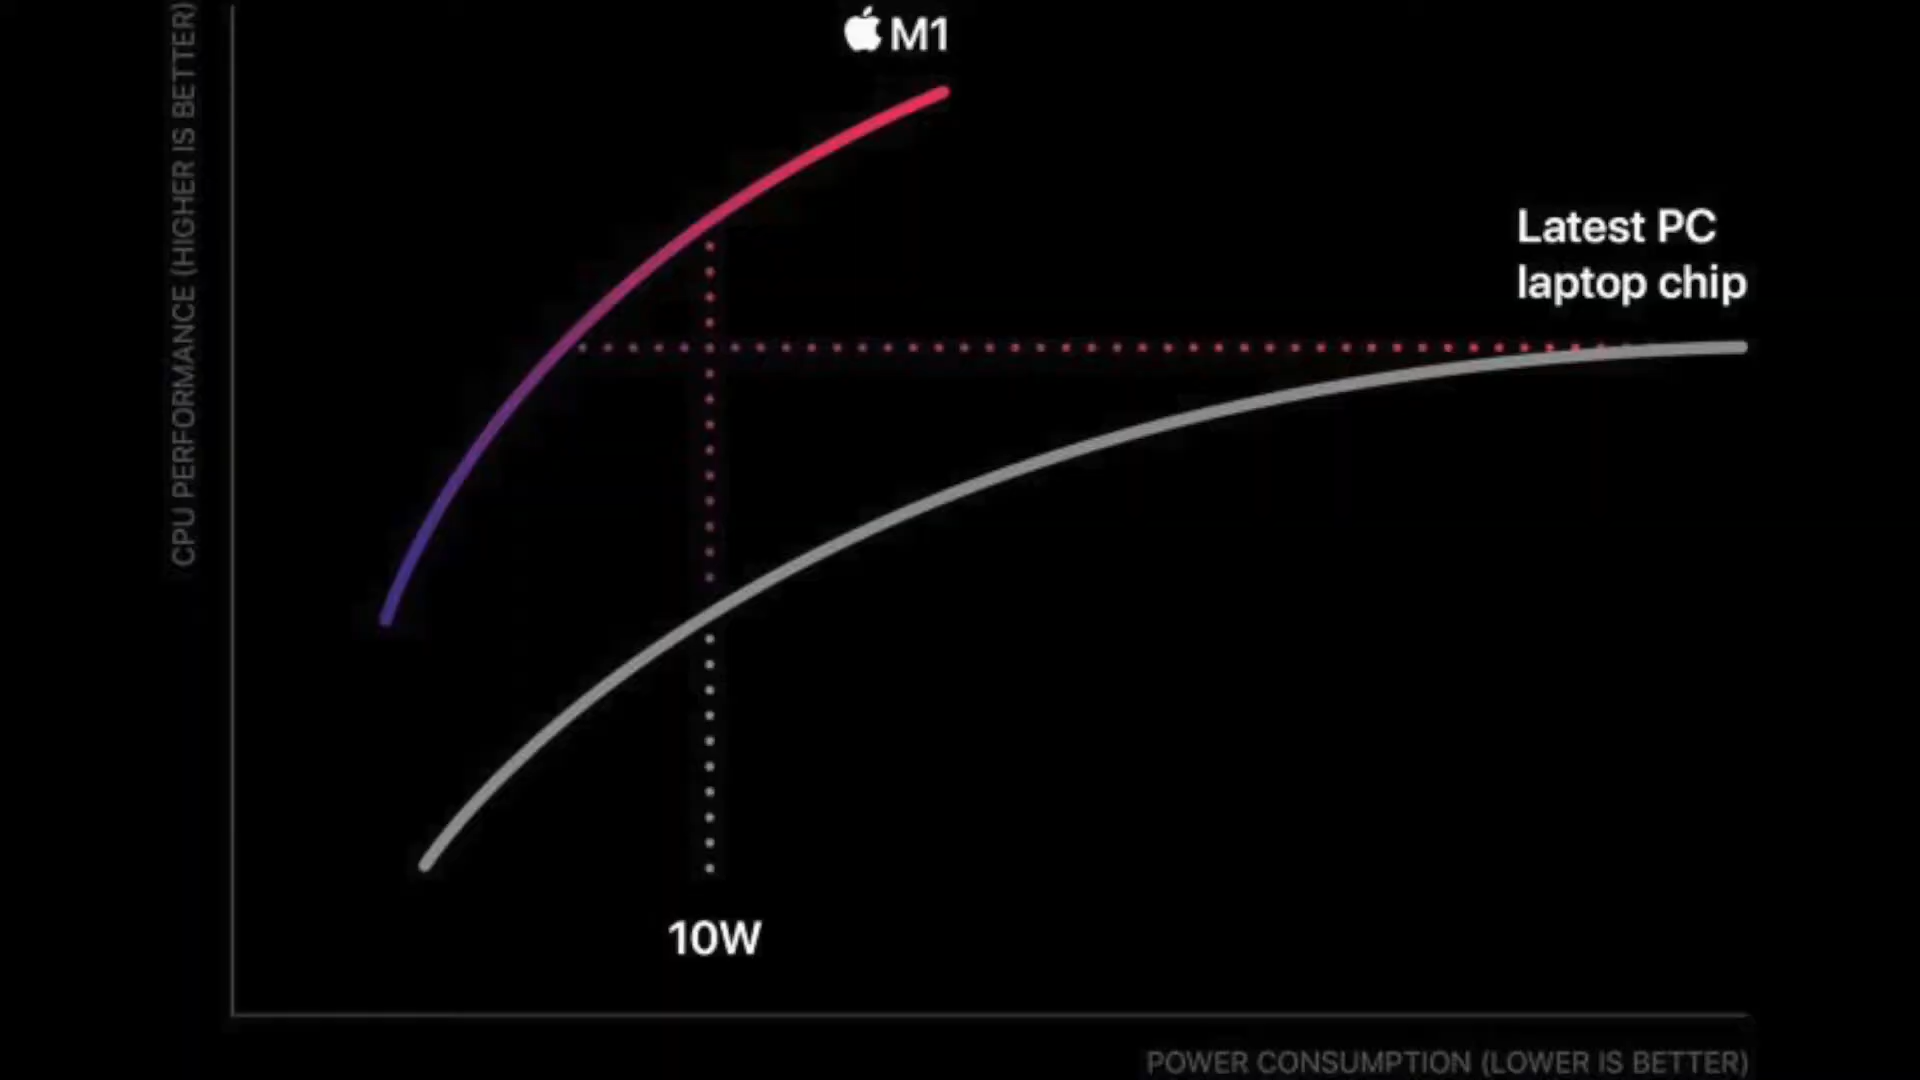 M1
Latest PC
laptop chip
CPU PERFORMANCE (HIGHER IS BETTER)
10W
POWER CONSUMPTION (LOWER IS BETTER)